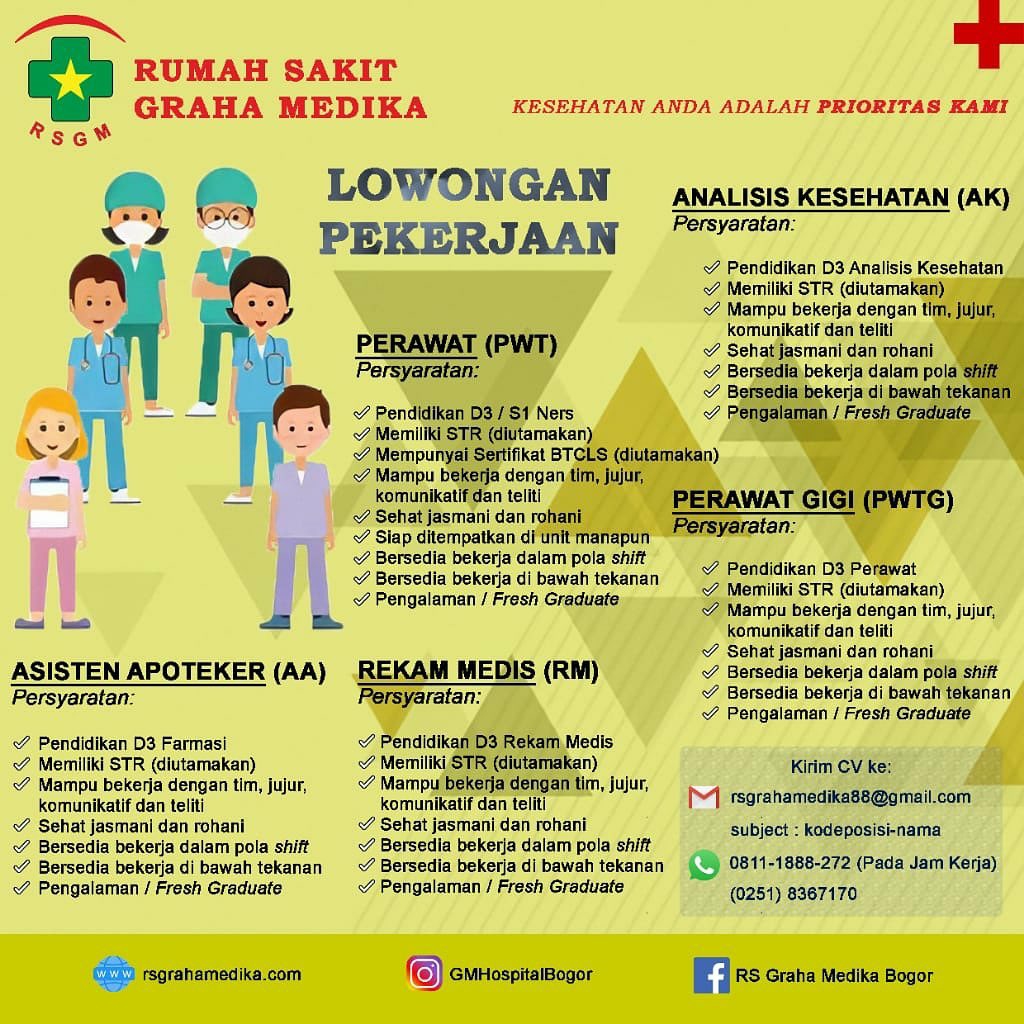 RSGM
RUMAH SAKIT
GRAHA MEDIKA
KESEHATAN ANDA ADALAH PRIORITAS KAMI
LOWONGAN
PEKERJAAN
PERAWAT (PWT)
Persyaratan:
Pendidikan D3 / S1 Ners
Memiliki STR (diutamakan)
Mempunyai Sertifikat BTCLS (diutamakan)
Mampu bekerja dengan tim, jujur,
komunikatif dan teliti
Sehat jasmani dan rohani
Siap ditempatkan di unit manapun
Bersedia bekerja dalam pola shift
Bersedia bekerja di bawah tekanan
Pengalaman / Fresh Graduate
ANALISIS KESEHATAN (AK)
Persyaratan:
Pendidikan D3 Analisis Kesehatan
Memiliki STR (diutamakan)
Mampu bekerja dengan tim, jujur,
komunikatif dan teliti
Sehat jasmani dan rohani
Bersedia bekerja dalam pola shift
Bersedia bekerja di bawah tekanan
Pengalaman / Fresh Graduate
PERAWAT GIGI (PWTG)
Persyaratan:
Pendidikan D3 Perawat
Memiliki STR (diutamakan)
Mampu bekerja dengan tim, jujur,
komunikatif dan teliti
Sehat jasmani dan rohani
Bersedia bekerja dalam pola shift
Bersedia bekerja di bawah tekanan
Pengalaman / Fresh Graduate
ASISTEN APOTEKER (AA)
Persyaratan:
Pendidikan D3 Farmasi
Memiliki STR (diutamakan)
Mampu bekerja dengan tim, jujur,
komunikatif dan teliti
Sehat jasmani dan rohani
Bersedia bekerja dalam pola shift
Bersedia bekerja di bawah tekanan
Pengalaman / Fresh Graduate
REKAM MEDIS (RM)
Persyaratan:
Pendidikan D3 Rekam Medis
Memiliki STR (diutamakan)
Mampu bekerja dengan tim, jujur,
komunikatif dan teliti
Sehat jasmani dan rohani
Bersedia bekerja dalam pola shift
Bersedia bekerja di bawah tekanan
Pengalaman / Fresh Graduate
Kirim CV ke:
rsgrahamedika88@gmail.com
subject : kodeposisi-nama
0811-1888-272 (Pada Jam Kerja)
(0251) 8367170
www
rsgrahamedika.com
GMHospitalBogor
RS Graha Medika Bogor